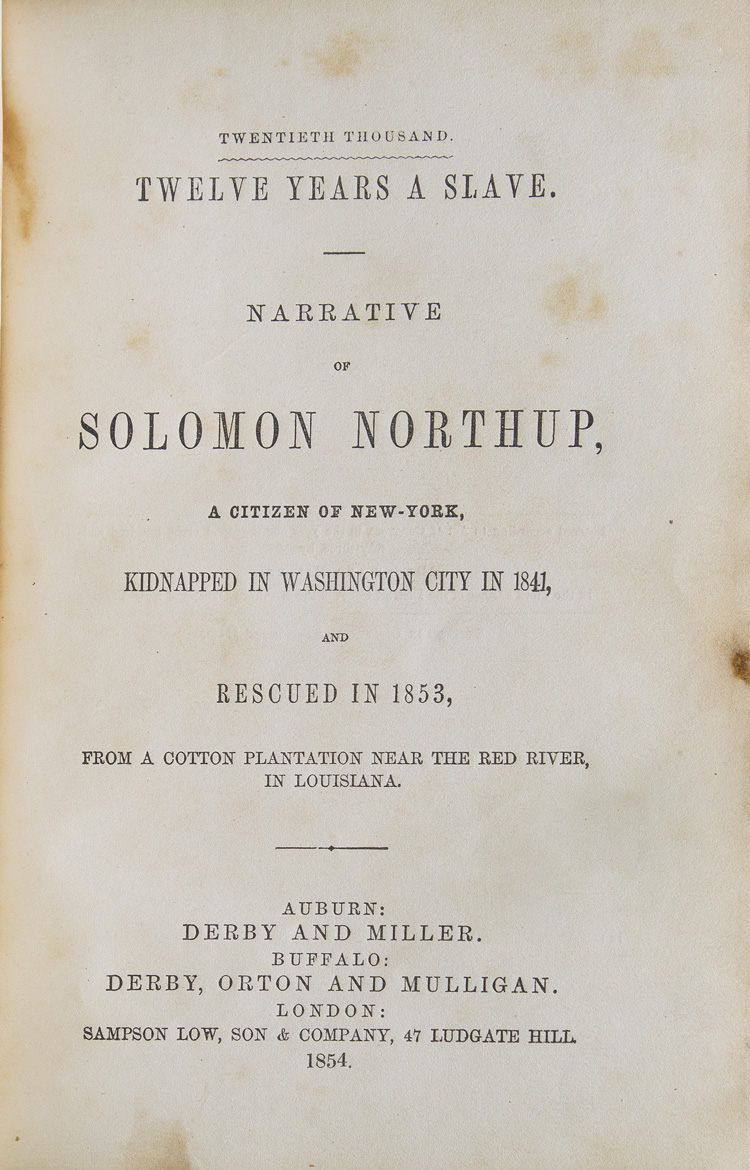 TWENTIETH THOUSAND.
TWELVE YEARS A SLAVE.
NARRATIVE
OF
SOLOMON NORTHUP,
A CITIZEN OF NEW-YORK,
KIDNAPPED IN WASHINGTON CITY IN 1841,
AND
RESCUED IN 1853,
FROM A COTTON PLANTATION NEAR THE RED RIVER,
IN LOUISIANA.
AUBURN:
DERBY AND MILLER.
BUFFALO:
DERBY, ORTON AND MULLIGAN.
LONDON:
SAMPSON LOW, SON & COMPANY, 47 LUDGATE HILL.
1854.